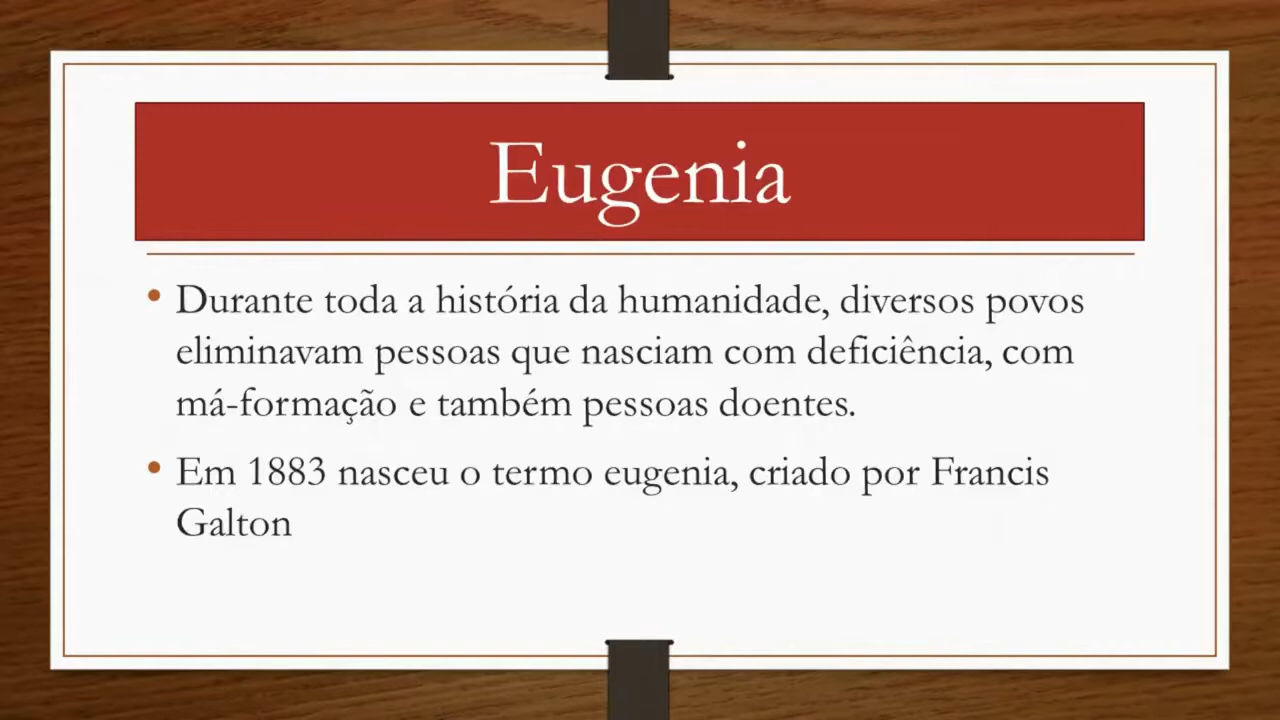 Eugenia
• Durante toda a história da humanidade, diversos povos
eliminavam pessoas que nasciam com deficiência, com
má-formação e também pessoas doentes.
• Em 1883 nasceu o termo eugenia, criado por Francis
Galton